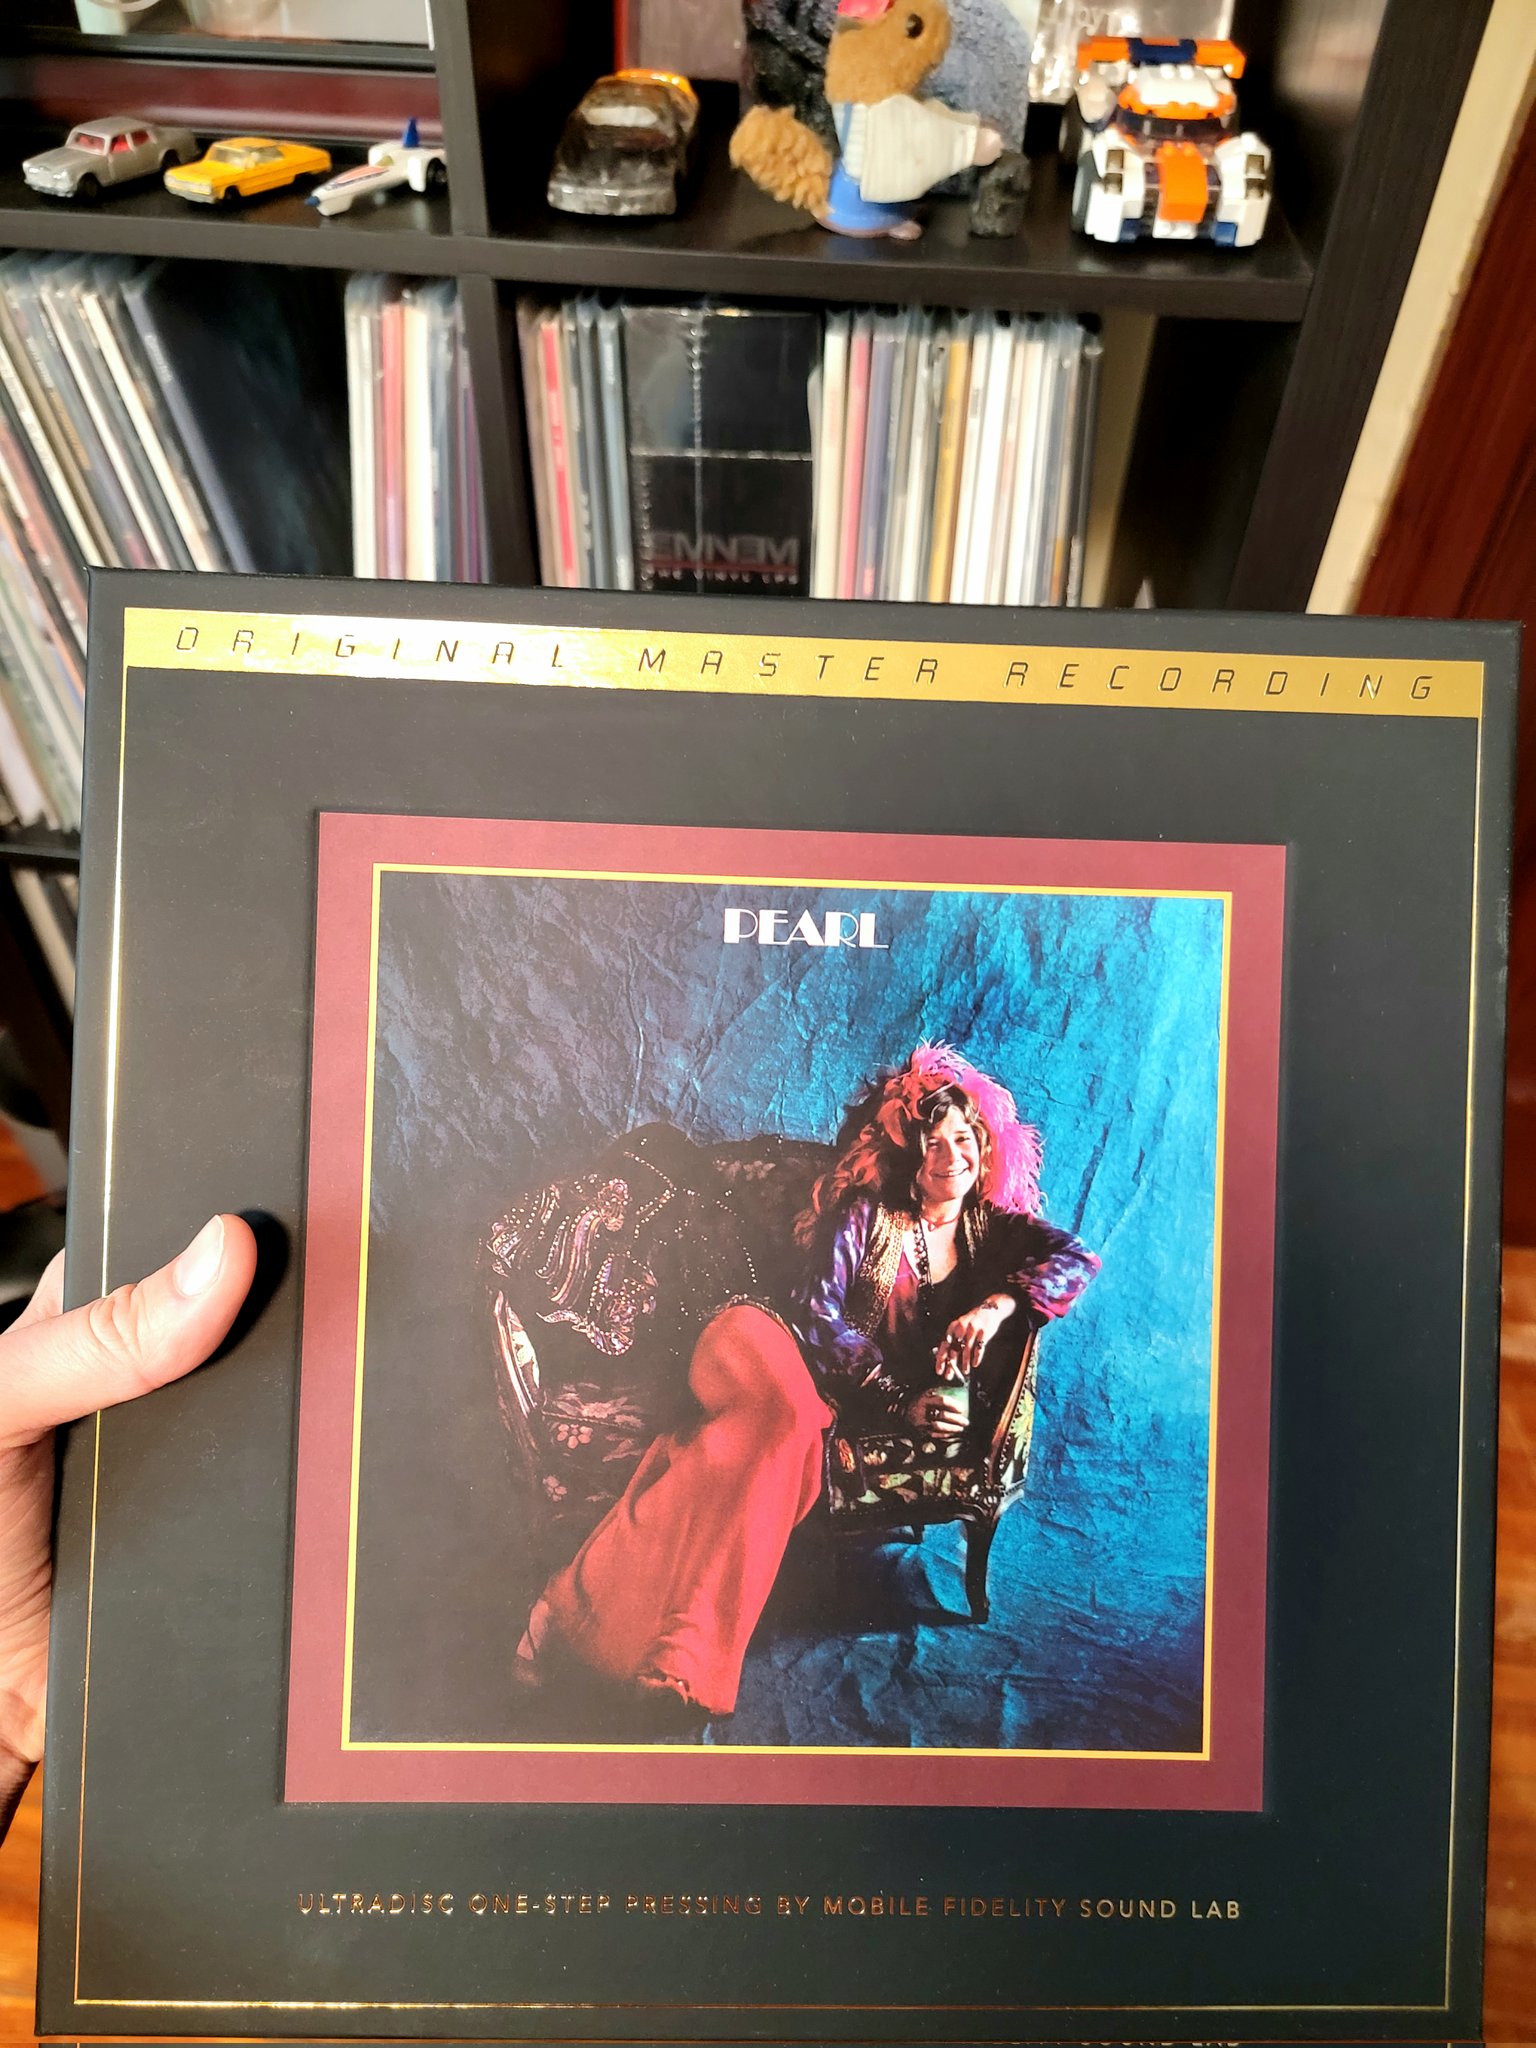 ORIGINAL MASTER RECORDING
PEARL
ULTRADISC ONE-STEP PRESSING BY MOBILE FIDELITY SOUND LAB